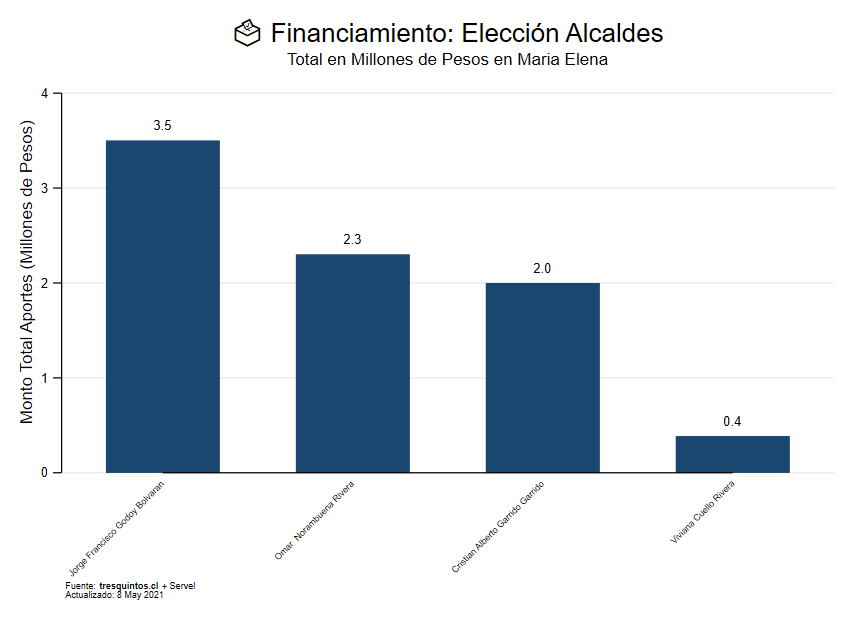 Financiamiento: Elección Alcaldes
Total en Millones de Pesos en Maria Elena
Monto Total Aportes (Millones de Pesos)
4
3
2
1
0
3.5
2.3
2.0
0.4
Jorge Francisco Godoy Bolvaran
Omar Norambuena Rivera
Cristian Alberto Garrido Garrido
Viviana Cuello Rivera
Fuente: tresquintos.cl + Servel
Actualizado: 8 May 2021